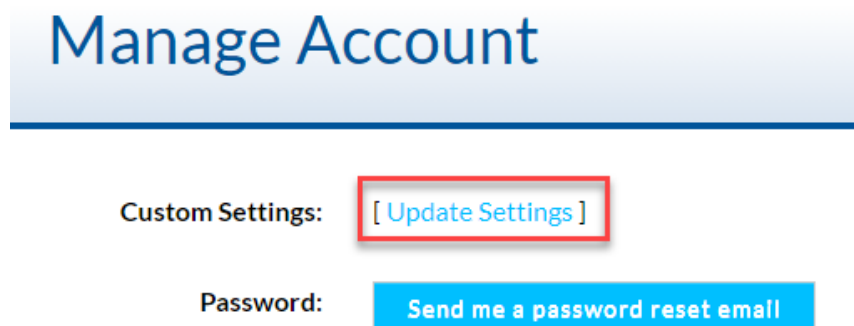 Manage Account
Custom Settings: [ Update Settings ]
Password: Send me a password reset email